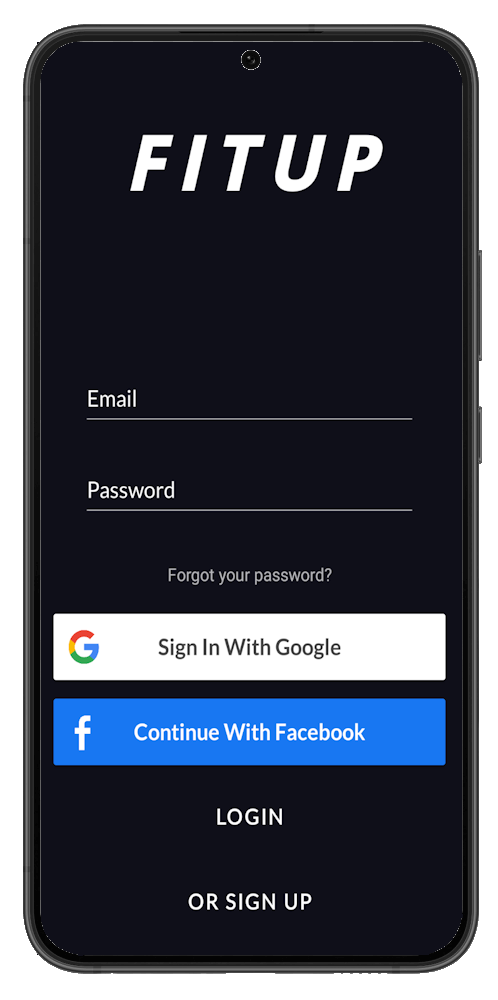 FITUP
Email
Password
Forgot your password?
Sign In With Google
Continue With Facebook
LOGIN
OR SIGN UP